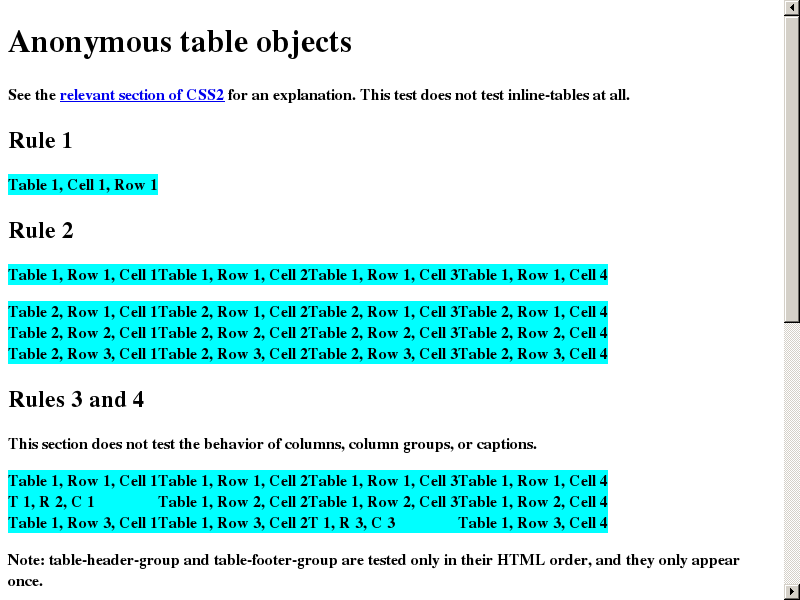 Anonymous table objects
See the relevant section of CSS2 for an explanation. This test does not test inline-tables at all.
Rule 1
Table 1, Cell 1, Row 1
Rule 2
Table 1, Row 1, Cell 1Table 1, Row 1, Cell 2Table 1, Row 1, Cell 3Table 1, Row 1, Cell 4
Table 2, Row 1, Cell 1Table 2, Row 1, Cell 2Table 2, Row 1, Cell 3Table 2, Row 1, Cell 4
Table 2, Row 2, Cell 1Table 2, Row 2, Cell 2Table 2, Row 2, Cell 3Table 2, Row 2, Cell 4
Table 2, Row 3, Cell 1Table 2, Row 3, Cell 2Table 2, Row 3, Cell 3Table 2, Row 3, Cell 4
Rules 3 and 4
This section does not test the behavior of columns, column groups, or captions.
Table 1, Row 1, Cell 1Table 1, Row 1, Cell 2Table 1, Row 1, Cell 3Table 1, Row 1, Cell 4
T 1, R 2, C 1 Table 1, Row 2, Cell 2Table 1, Row 2, Cell 3Table 1, Row 2, Cell 4
Table 1, Row 3, Cell 1Table 1, Row 3, Cell 2T 1, R 3, C 3 Table 1, Row 3, Cell 4
Note: table-header-group and table-footer-group are tested only in their HTML order, and they only appear
once.